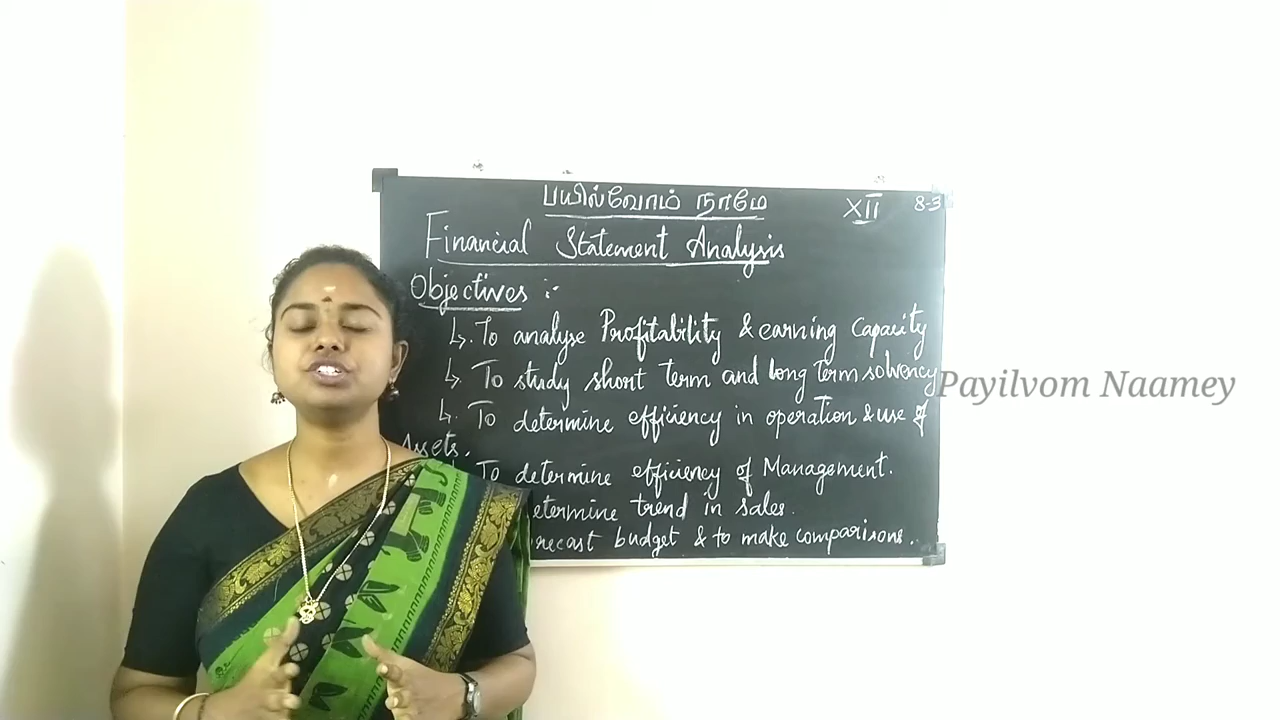 பயில்வோம் நாமே
XII
8-3
Financial Statement Analysis
Objectives :-
↳. To analyse Profitability & earning Capacity
↳ To study short term and long term solvency
↳. To determine efficiency in operation & use of
Assets.
To determine efficiency of Management.
etermine trend in sales.
recast budget & to make comparisons.
Payilvom Naamey